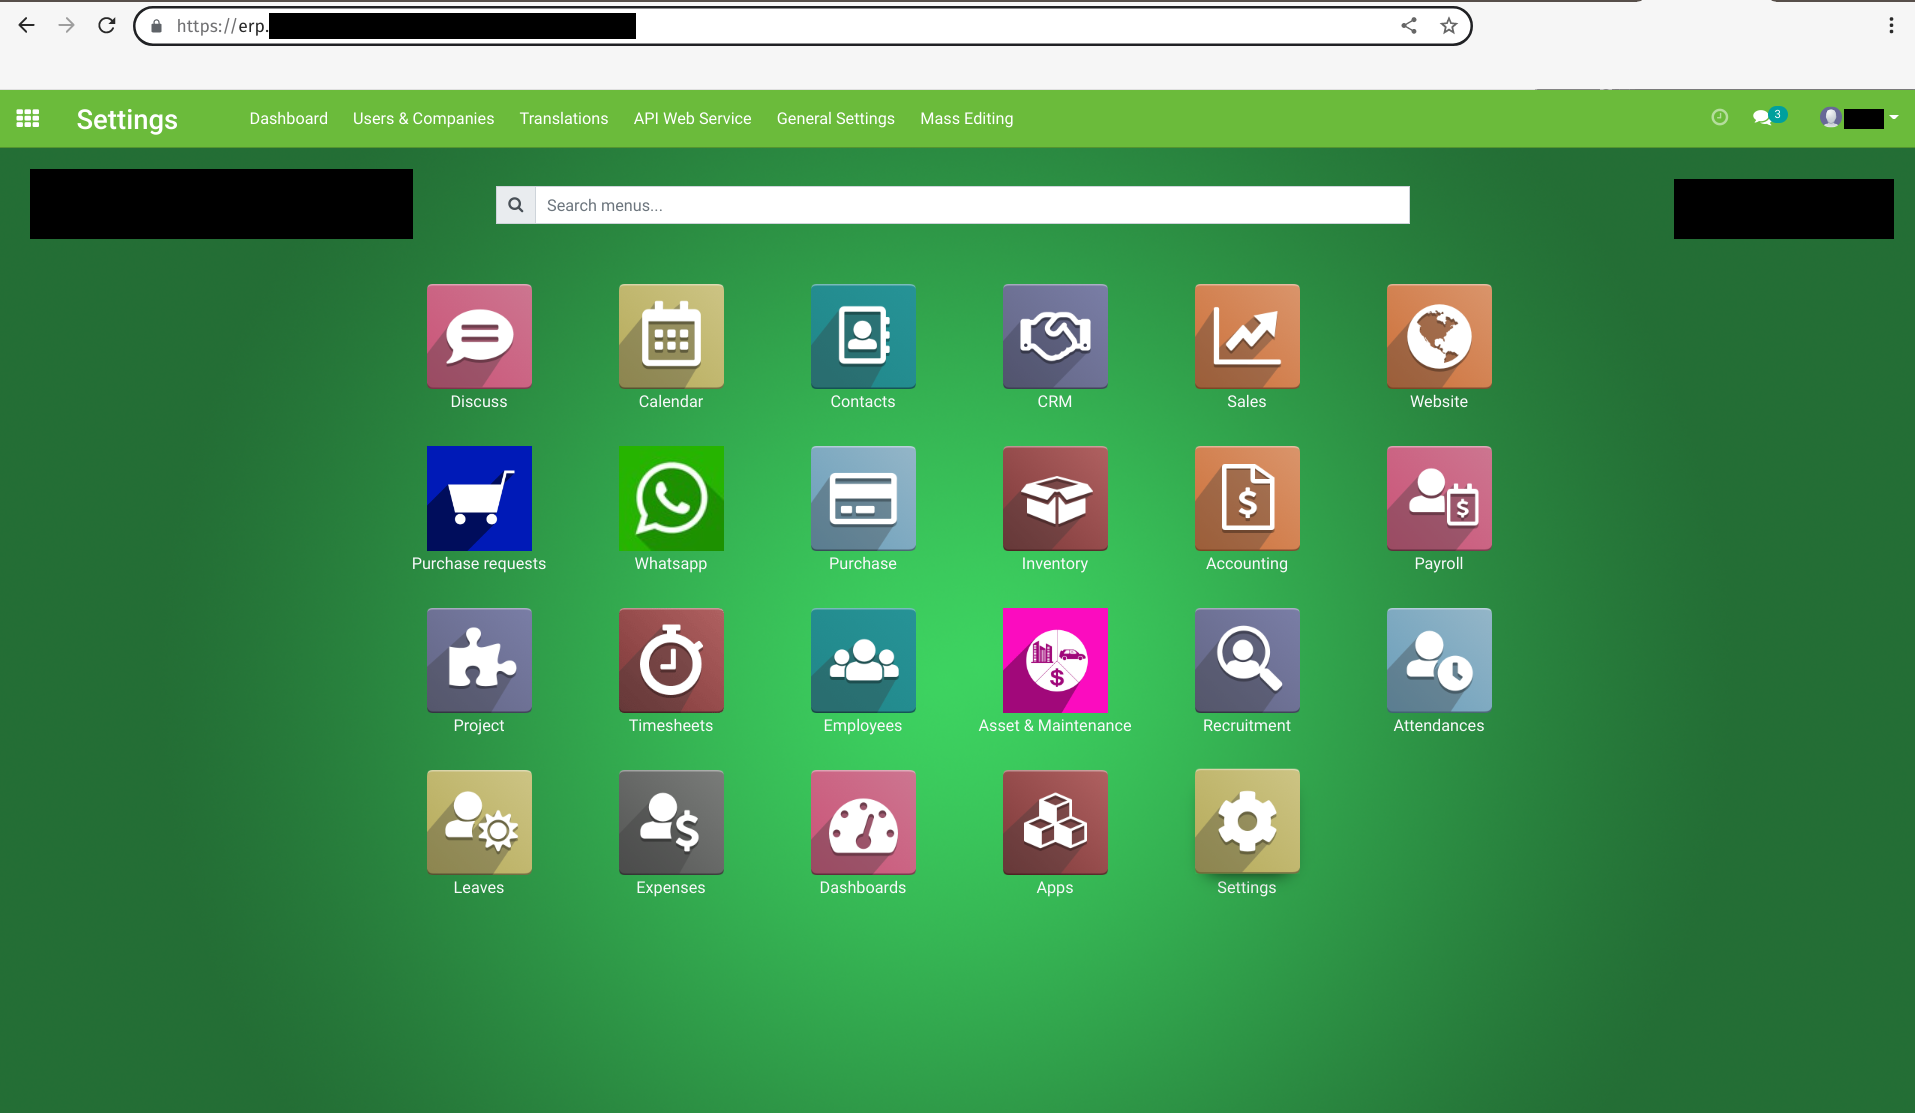 https://erp.
Settings Dashboard Users & Companies Translations API Web Service General Settings Mass Editing 3
Search menus...
Discuss Calendar Contacts CRM Sales Website
Purchase requests Whatsapp Purchase Inventory Accounting Payroll
Project Timesheets Employees Asset & Maintenance Recruitment Attendances
Leaves Expenses Dashboards Apps Settings